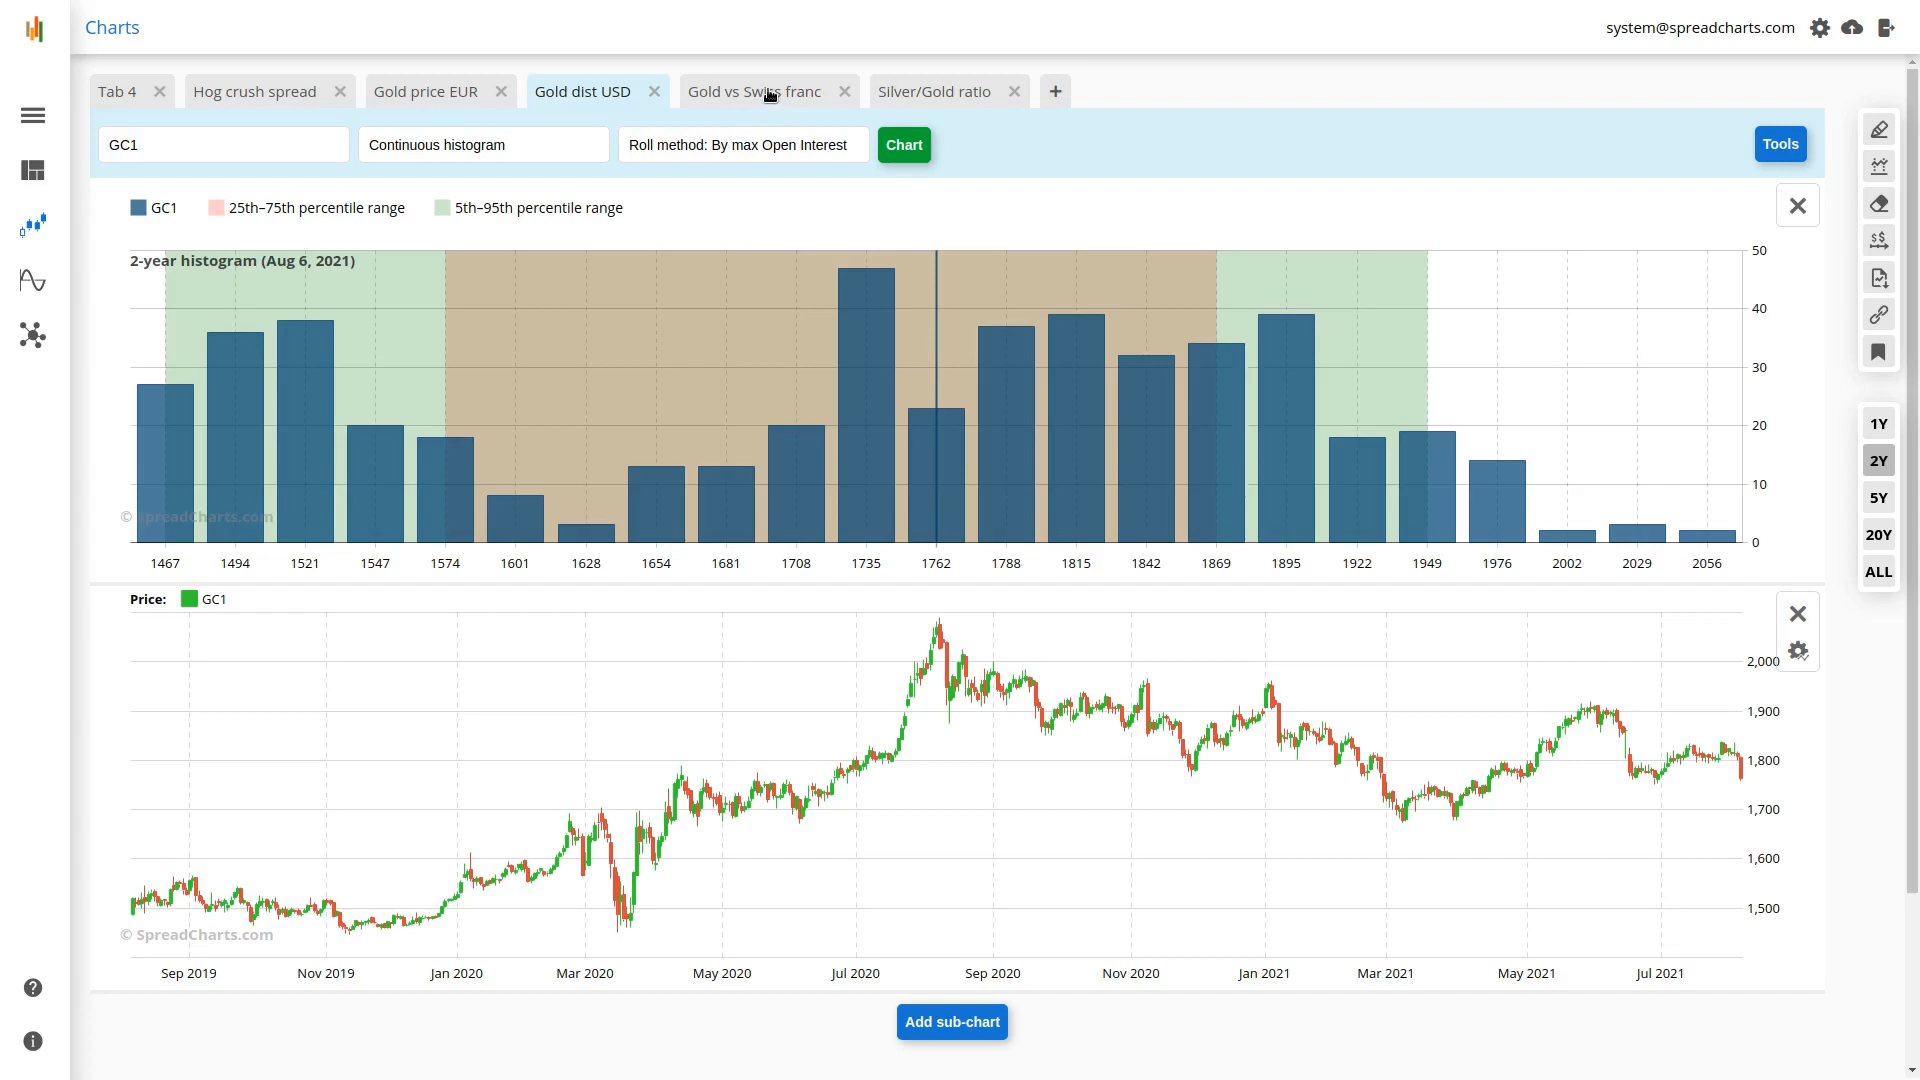 Charts
system@spreadcharts.com
Tab 4
Hog crush spread
Gold price EUR
Gold dist USD
Gold vs Swiss franc
Silver/Gold ratio
+
GC1
Continuous histogram
Roll method: By max Open Interest
Chart
Tools
GC1
25th–75th percentile range
5th–95th percentile range
2-year histogram (Aug 6, 2021)
50
40
30
20
10
0
© SpreadCharts.com
1467 1494 1521 1547 1574 1601 1628 1654 1681 1708 1735 1762 1788 1815 1842 1869 1895 1922 1949 1976 2002 2029 2056
1Y
2Y
5Y
20Y
ALL
Price: GC1
2,000
1,900
1,800
1,700
1,600
1,500
© SpreadCharts.com
Sep 2019 Nov 2019 Jan 2020 Mar 2020 May 2020 Jul 2020 Sep 2020 Nov 2020 Jan 2021 Mar 2021 May 2021 Jul 2021
Add sub-chart